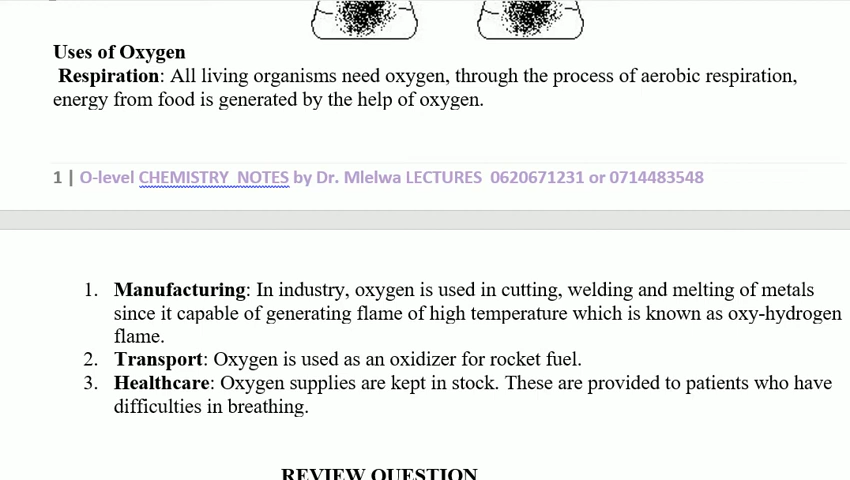 Uses of Oxygen
Respiration: All living organisms need oxygen, through the process of aerobic respiration,
energy from food is generated by the help of oxygen.
1 | O-level CHEMISTRY NOTES by Dr. Mlelwa LECTURES 0620671231 or 0714483548
1. Manufacturing: In industry, oxygen is used in cutting, welding and melting of metals
since it capable of generating flame of high temperature which is known as oxy-hydrogen
flame.
2. Transport: Oxygen is used as an oxidizer for rocket fuel.
3. Healthcare: Oxygen supplies are kept in stock. These are provided to patients who have
difficulties in breathing.
REVIEW QUESTION